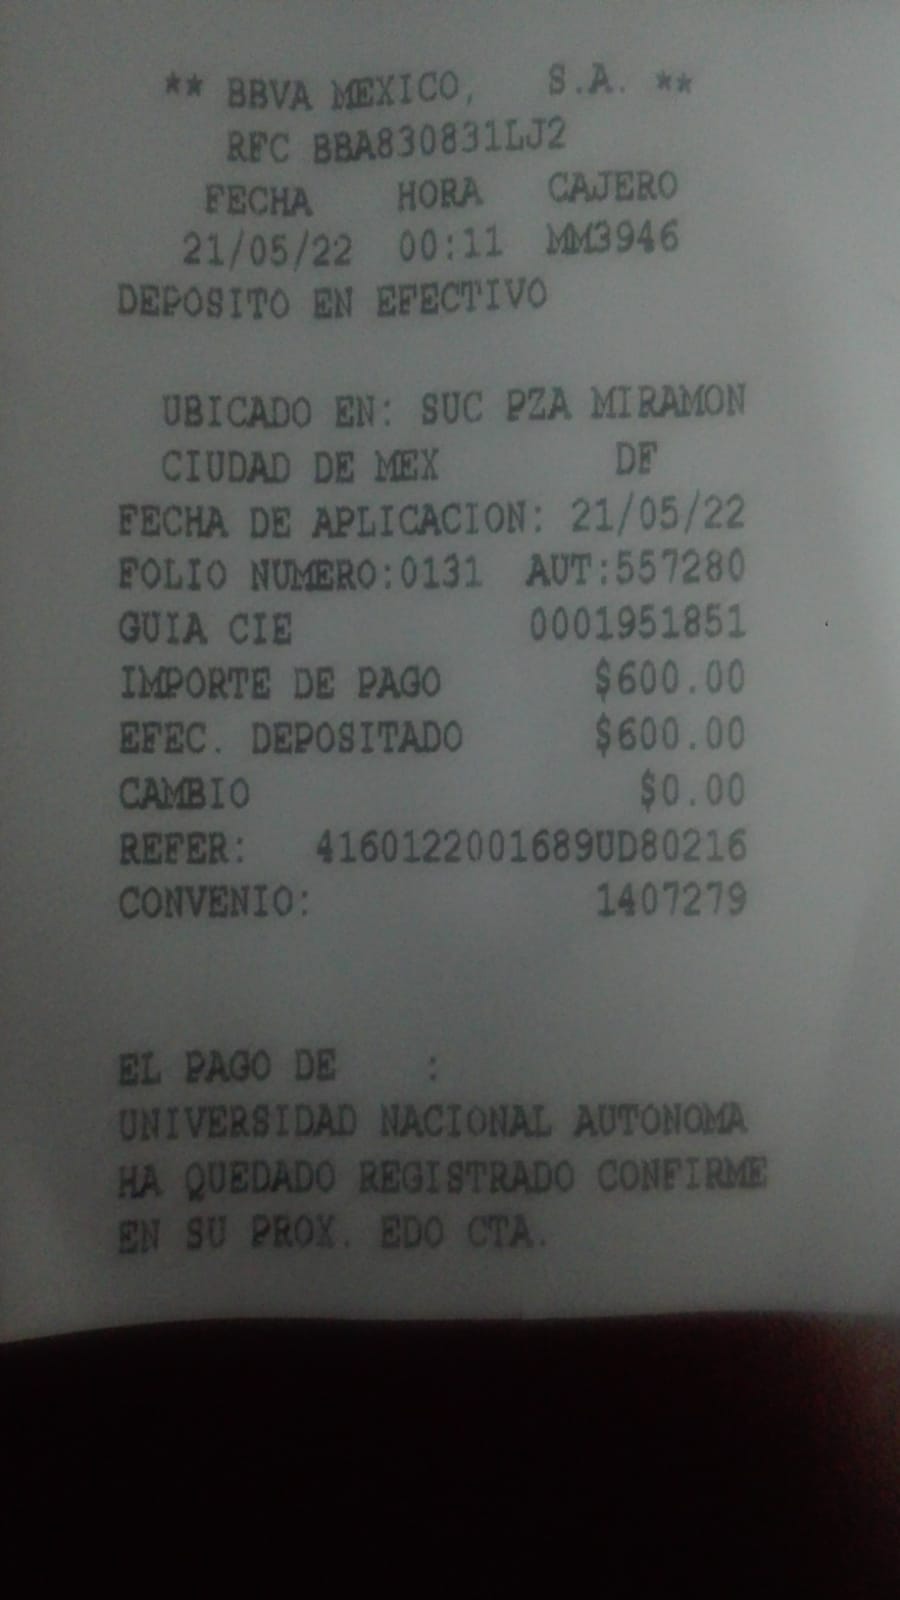 ** BBVA MEXICO, S.A. **
RFC BBA830831LJ2
FECHA HORA CAJERO
21/05/22 00:11 MM3946
DEPOSITO EN EFECTIVO
UBICADO EN: SUC PZA MIRAMON
CIUDAD DE MEX DF
FECHA DE APLICACION: 21/05/22
FOLIO NUMERO:0131 AUT:557280
GUIA CIE 0001951851
IMPORTE DE PAGO $600.00
EFEC. DEPOSITADO $600.00
CAMBIO $0.00
REFER: 4160122001689UD80216
CONVENIO: 1407279
EL PAGO DE :
UNIVERSIDAD NACIONAL AUTONOMA
HA QUEDADO REGISTRADO CONFIRME
EN SU PROX. EDO CTA.